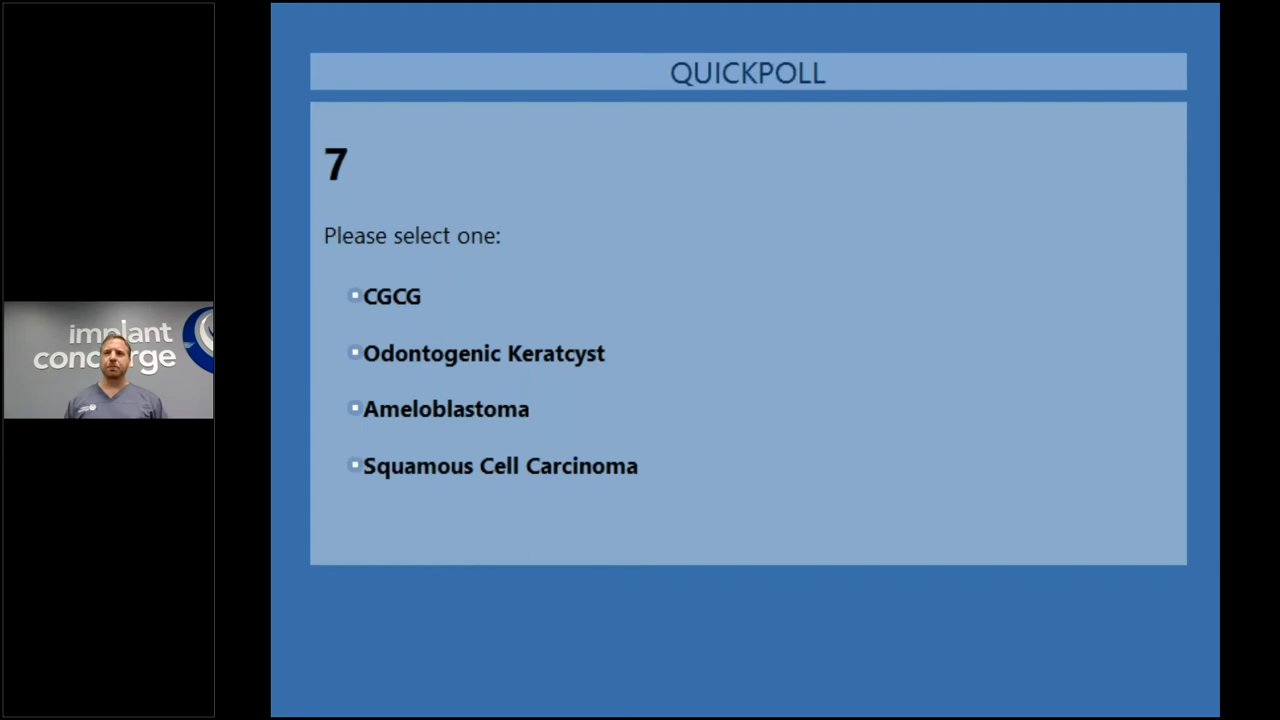 implant
concierge
QUICKPOLL
7
Please select one:
CGCG
Odontogenic Keratcyst
Ameloblastoma
Squamous Cell Carcinoma